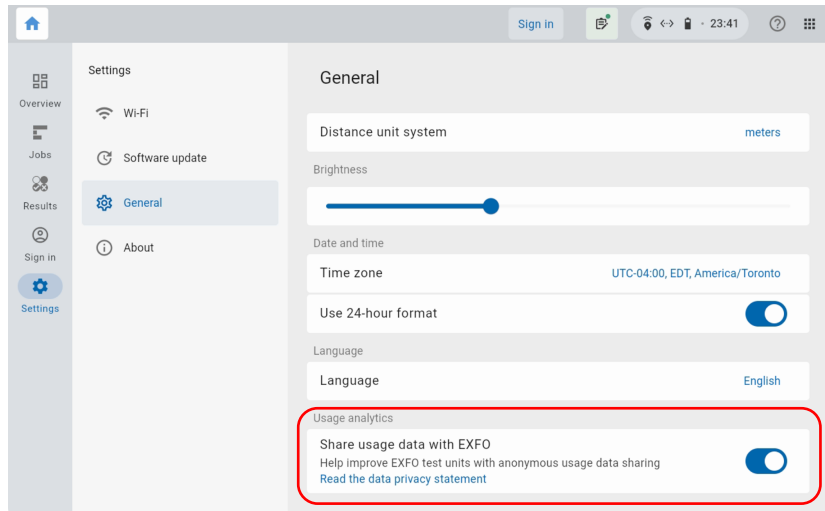 Sign in
· 23:41
Overview
Jobs
Results
Sign in
Settings
Settings
Wi-Fi
Software update
General
About
General
Distance unit system meters
Brightness
Date and time
Time zone UTC-04:00, EDT, America/Toronto
Use 24-hour format
Language
Language English
Usage analytics
Share usage data with EXFO
Help improve EXFO test units with anonymous usage data sharing
Read the data privacy statement